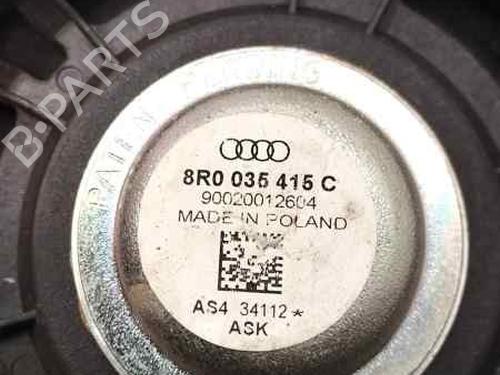 B-PARTS
8R0 035 415 C
90020012604
MADE IN POLAND
AS4 34112*
ASK